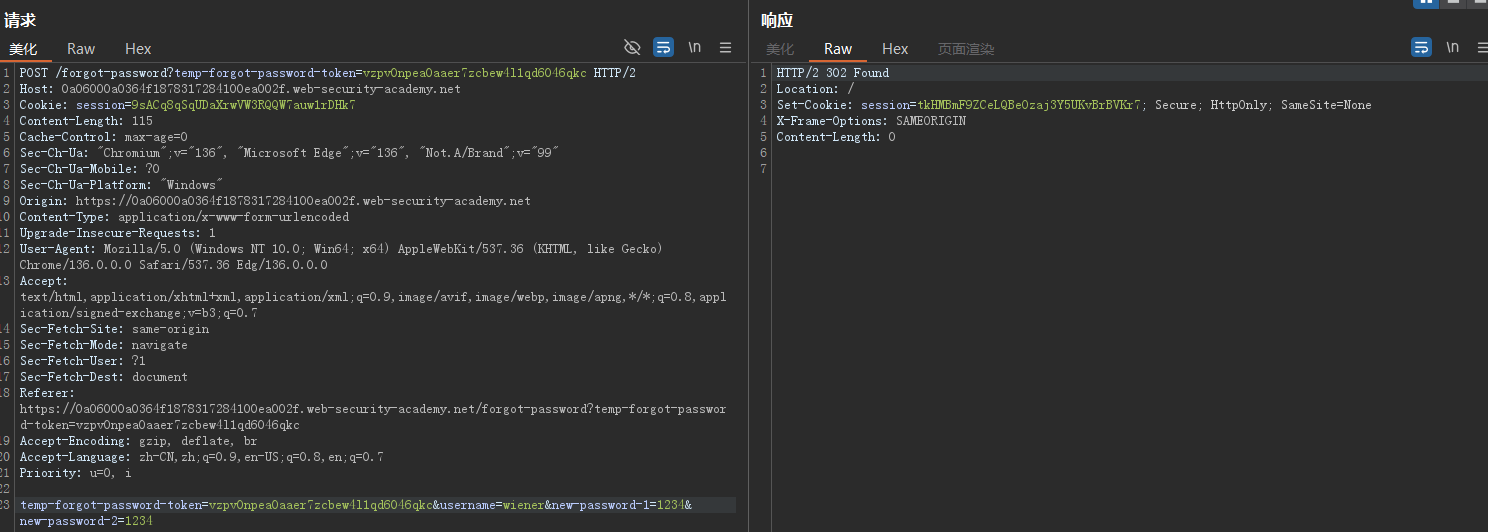 请求
美化 Raw Hex \n
1 POST /forgot-password?temp-forgot-password-token=vzpv0npea0aaer7zcbew4l1qd6046qkc HTTP/2
2 Host: 0a06000a0364f1878317284100ea002f.web-security-academy.net
3 Cookie: session=9sACq8qSqUDaXrwVW3RQQW7auw1rDHk7
4 Content-Length: 115
5 Cache-Control: max-age=0
6 Sec-Ch-Ua: "Chromium";v="136", "Microsoft Edge";v="136", "Not.A/Brand";v="99"
7 Sec-Ch-Ua-Mobile: ?0
8 Sec-Ch-Ua-Platform: "Windows"
9 Origin: https://0a06000a0364f1878317284100ea002f.web-security-academy.net
10 Content-Type: application/x-www-form-urlencoded
11 Upgrade-Insecure-Requests: 1
12 User-Agent: Mozilla/5.0 (Windows NT 10.0; Win64; x64) AppleWebKit/537.36 (KHTML, like Gecko)
Chrome/136.0.0.0 Safari/537.36 Edg/136.0.0.0
13 Accept:
text/html,application/xhtml+xml,application/xml;q=0.9,image/avif,image/webp,image/apng,*/*;q=0.8,appl
ication/signed-exchange;v=b3;q=0.7
14 Sec-Fetch-Site: same-origin
15 Sec-Fetch-Mode: navigate
16 Sec-Fetch-User: ?1
17 Sec-Fetch-Dest: document
18 Referer:
https://0a06000a0364f1878317284100ea002f.web-security-academy.net/forgot-password?temp-forgot-passwor
d-token=vzpv0npea0aaer7zcbew4l1qd6046qkc
19 Accept-Encoding: gzip, deflate, br
20 Accept-Language: zh-CN,zh;q=0.9,en-US;q=0.8,en;q=0.7
21 Priority: u=0, i
22
23 temp-forgot-password-token=vzpv0npea0aaer7zcbew4l1qd6046qkc&username=wiener&new-password-1=1234&
new-password-2=1234
响应
美化 Raw Hex 页面渲染 \n
1 HTTP/2 302 Found
2 Location: /
3 Set-Cookie: session=tkHMBmF9ZCeLQBeOzaj3Y5UKvBrBVKr7; Secure; HttpOnly; SameSite=None
4 X-Frame-Options: SAMEORIGIN
5 Content-Length: 0
6
7